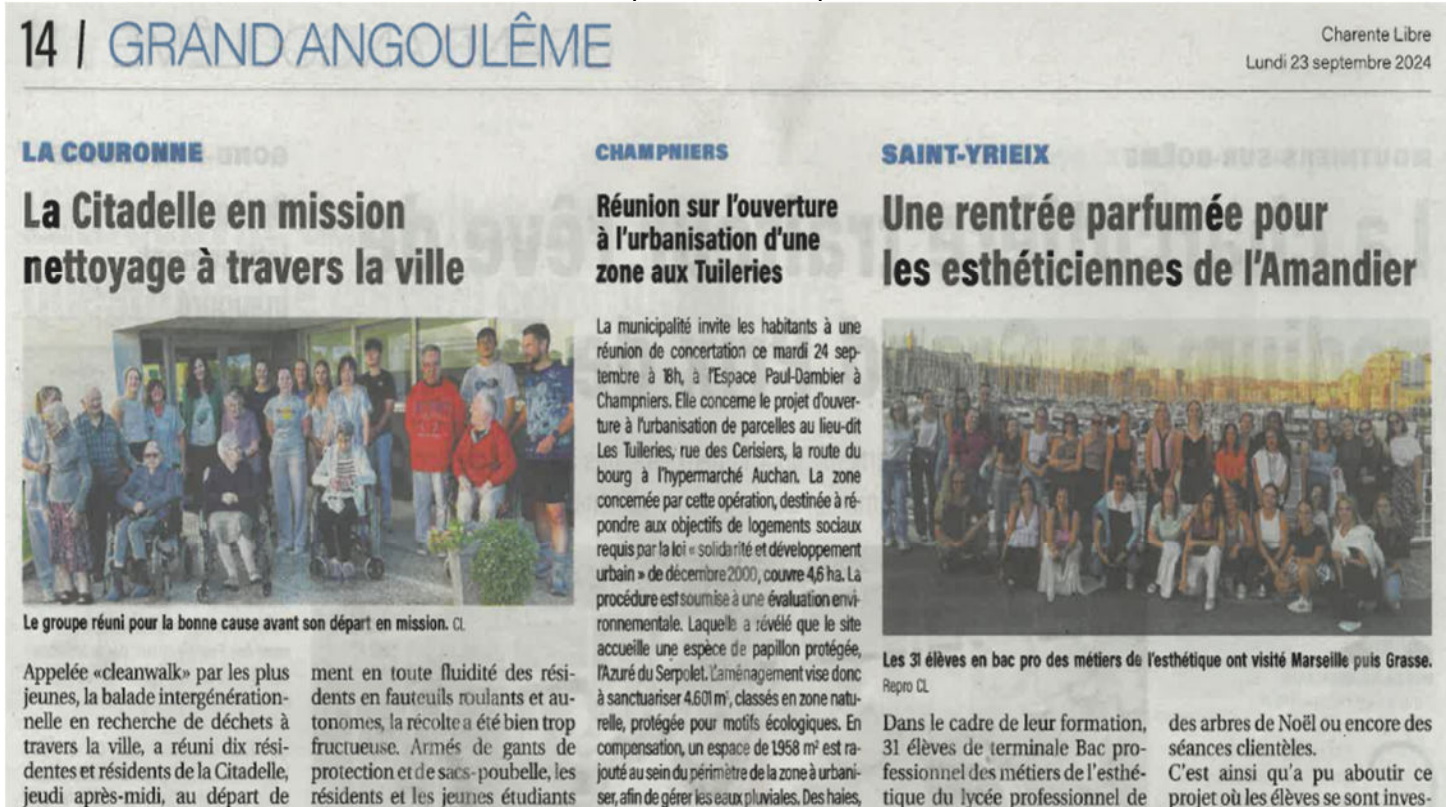 14 | GRAND ANGOULÊME
Charente Libre
Lundi 23 septembre 2024
LA COURONNE
La Citadelle en mission
nettoyage à travers la ville
Le groupe réuni pour la bonne cause avant son départ en mission. CL
Appelée «cleanwalk» par les plus
jeunes, la balade intergénération-
nelle en recherche de déchets à
travers la ville, a réuni dix rési-
dentes et résidents de la Citadelle,
jeudi après-midi, au départ de
ment en toute fluidité des rési-
dents en fauteuils roulants et au-
tonomes, la récolte a été bien trop
fructueuse. Armés de gants de
protection et de sacs-poubelle, les
résidents et les jeunes étudiants
CHAMPNIERS
Réunion sur l'ouverture
à l'urbanisation d'une
zone aux Tuileries
La municipalité invite les habitants à une
réunion de concertation ce mardi 24 sep-
tembre à 18h, à l'Espace Paul-Dambier à
Champniers. Elle concerne le projet d'ouver-
ture à l'urbanisation de parcelles au lieu-dit
Les Tuileries, rue des Cerisiers, la route du
bourg à l'hypermarché Auchan. La zone
concernée par cette opération, destinée à ré-
pondre aux objectifs de logements sociaux
requis par la loi « solidarité et développement
urbain » de décembre 2000, couvre 4,6 ha. La
procédure est soumise à une évaluation envi-
ronnementale. Laquelle a révélé que le site
accueille une espèce de papillon protégée,
l'Azuré du Serpolet. L'aménagement vise donc
à sanctuariser 4.601 m², classés en zone natu-
relle, protégée pour motifs écologiques. En
compensation, un espace de 1958 m² est ra-
jouté au sein du périmètre de la zone à urbani-
ser, afin de gérer les eaux pluviales. Des haies,
SAINT-YRIEIX
Une rentrée parfumée pour
les esthéticiennes de l'Amandier
Les 31 élèves en bac pro des métiers de l'esthétique ont visité Marseille puis Grasse.
Repro CL
Dans le cadre de leur formation,
31 élèves de terminale Bac pro-
fessionnel des métiers de l'esthé-
tique du lycée professionnel de
des arbres de Noël ou encore des
séances clientèles.
C'est ainsi qu'a pu aboutir ce
projet où les élèves se sont inves-